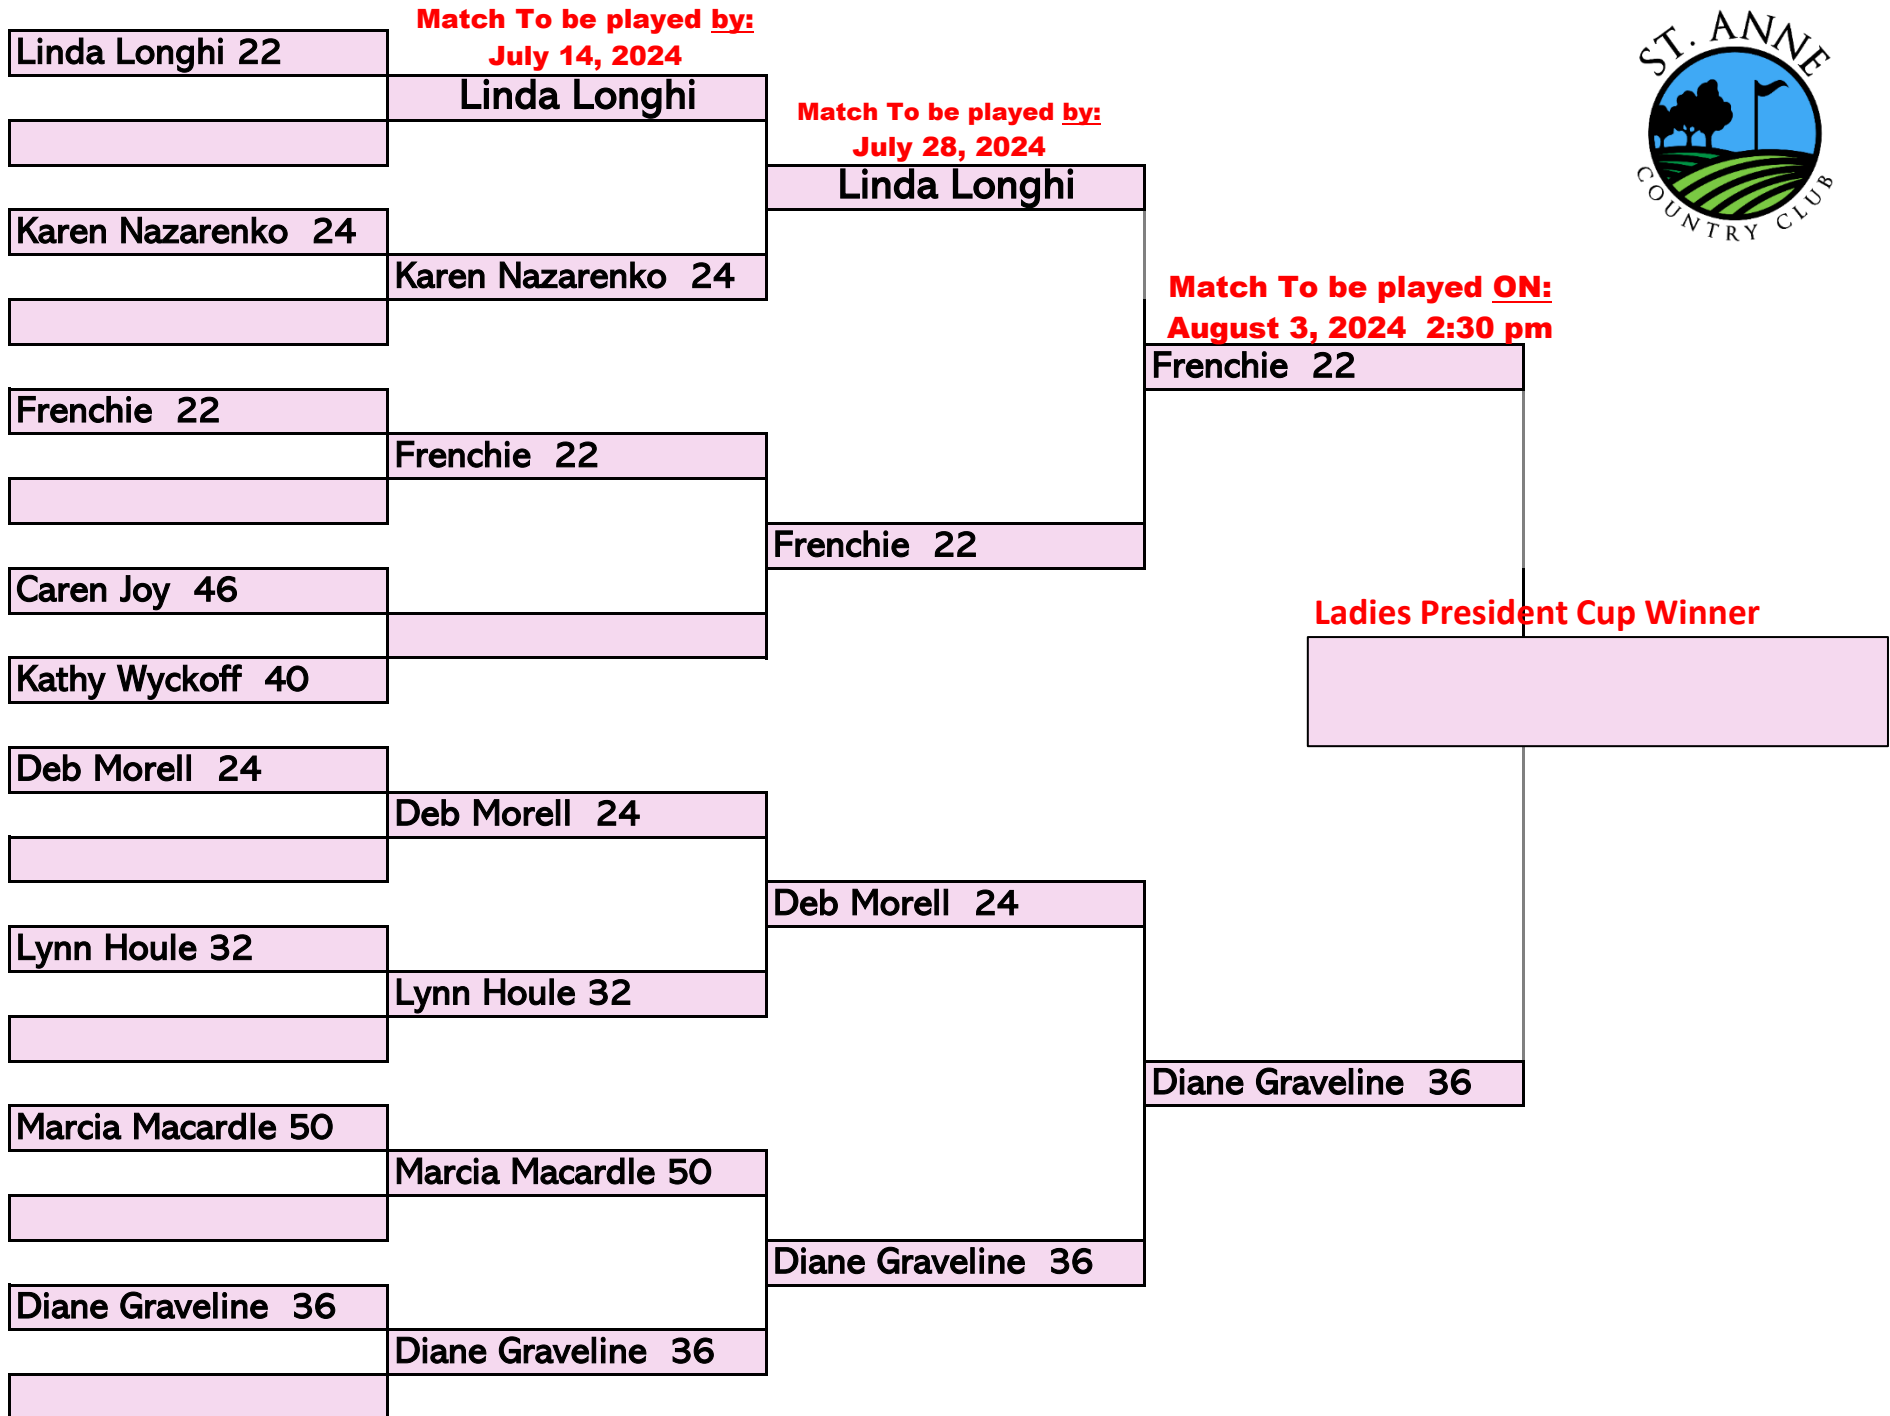 Match To be played by:
July 14, 2024
Linda Longhi 22
Linda Longhi
Match To be played by:
July 28, 2024
Linda Longhi
ST. ANNE
COUNTRY CLUB
Karen Nazarenko 24
Karen Nazarenko 24
Match To be played ON:
August 3, 2024 2:30 pm
Frenchie 22
Frenchie 22
Frenchie 22
Frenchie 22
Caren Joy 46
Ladies President Cup Winner
Kathy Wyckoff 40
Deb Morell 24
Deb Morell 24
Deb Morell 24
Lynn Houle 32
Lynn Houle 32
Diane Graveline 36
Marcia Macardle 50
Marcia Macardle 50
Diane Graveline 36
Diane Graveline 36
Diane Graveline 36